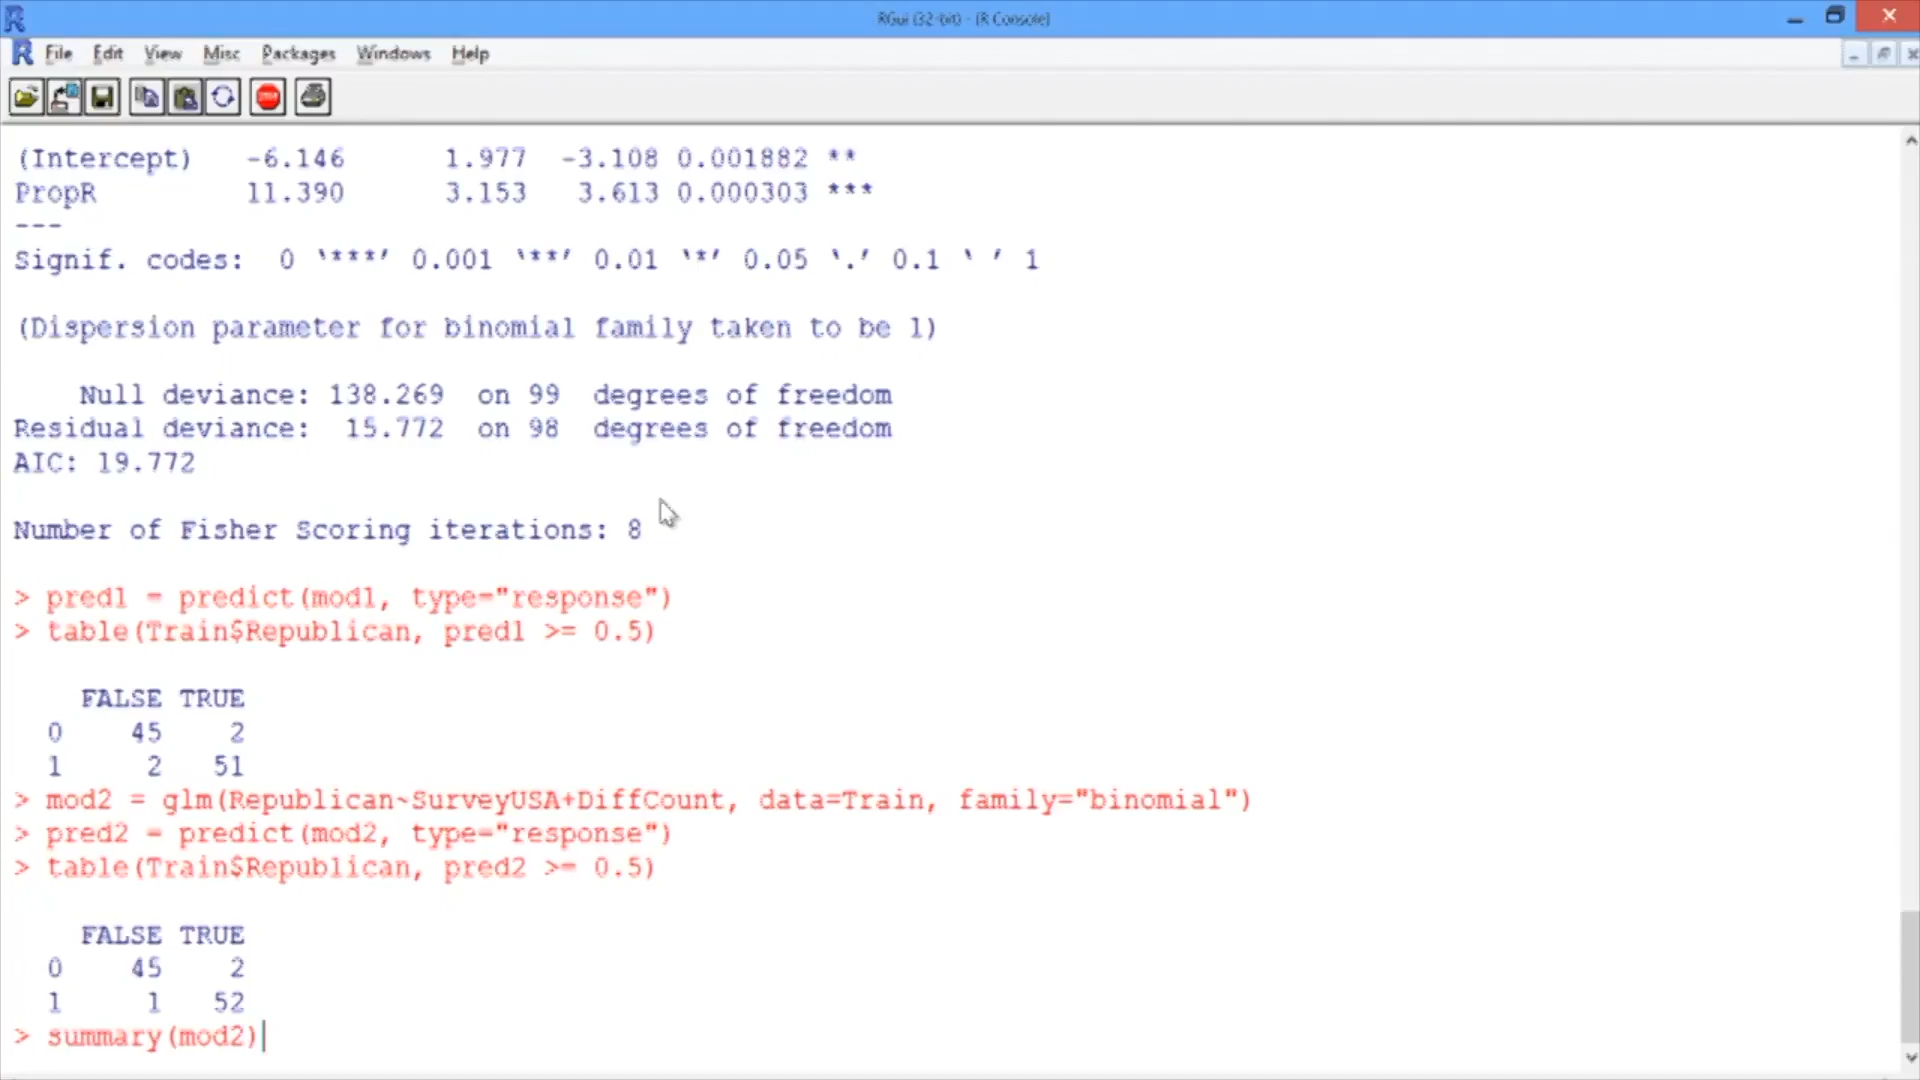 RGui (32-bit) - [R Console]
File Edit View Misc Packages Windows Help
STOP
(Intercept)   -6.146      1.977  -3.108 0.001882 **
PropR         11.390      3.153   3.613 0.000303 ***
---
Signif. codes:  0 ‘***’ 0.001 ‘**’ 0.01 ‘*’ 0.05 ‘.’ 0.1 ‘ ’ 1
(Dispersion parameter for binomial family taken to be 1)
    Null deviance: 138.269  on 99  degrees of freedom
Residual deviance:  15.772  on 98  degrees of freedom
AIC: 19.772
Number of Fisher Scoring iterations: 8
> pred1 = predict(mod1, type="response")
> table(Train$Republican, pred1 >= 0.5)
    FALSE TRUE
  0    45    2
  1     2   51
> mod2 = glm(Republican~SurveyUSA+DiffCount, data=Train, family="binomial")
> pred2 = predict(mod2, type="response")
> table(Train$Republican, pred2 >= 0.5)
    FALSE TRUE
  0    45    2
  1     1   52
> summary(mod2)